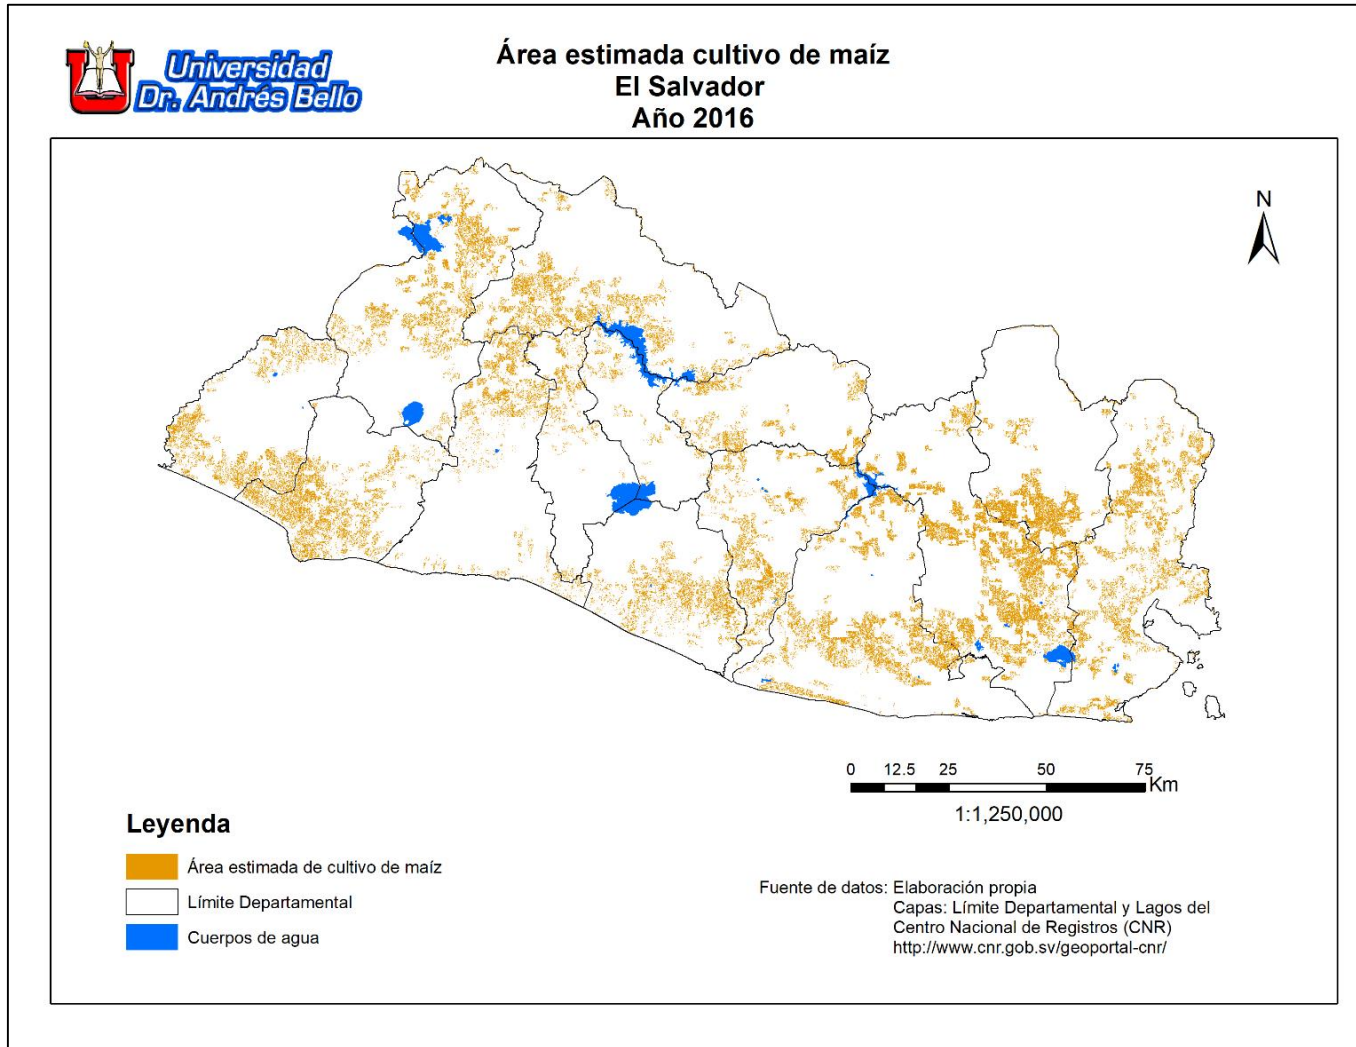 Universidad
Dr. Andrés Bello
Área estimada cultivo de maíz
El Salvador
Año 2016
N
0 12.5 25 50 75
Km
1:1,250,000
Leyenda
Área estimada de cultivo de maíz
Límite Departamental
Cuerpos de agua
Fuente de datos: Elaboración propia
Capas: Límite Departamental y Lagos del
Centro Nacional de Registros (CNR)
http://www.cnr.gob.sv/geoportal-cnr/